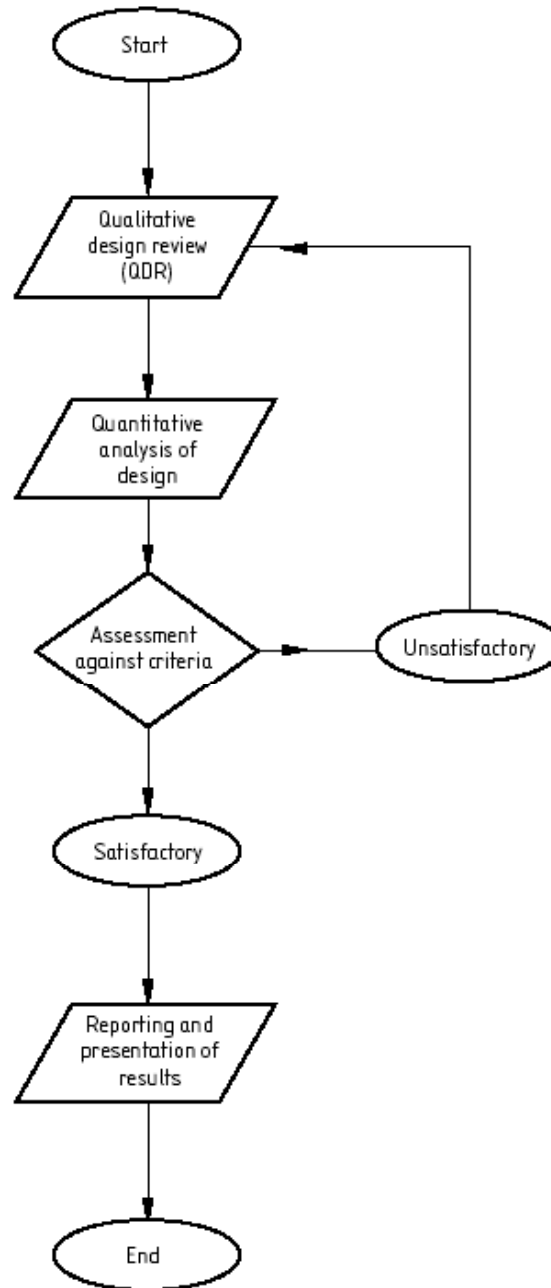 Start
Qualitative
design review
(QDR)
Quantitative
analysis of
design
Assessment
against criteria
Unsatisfactory
Satisfactory
Reporting and
presentation of
results
End